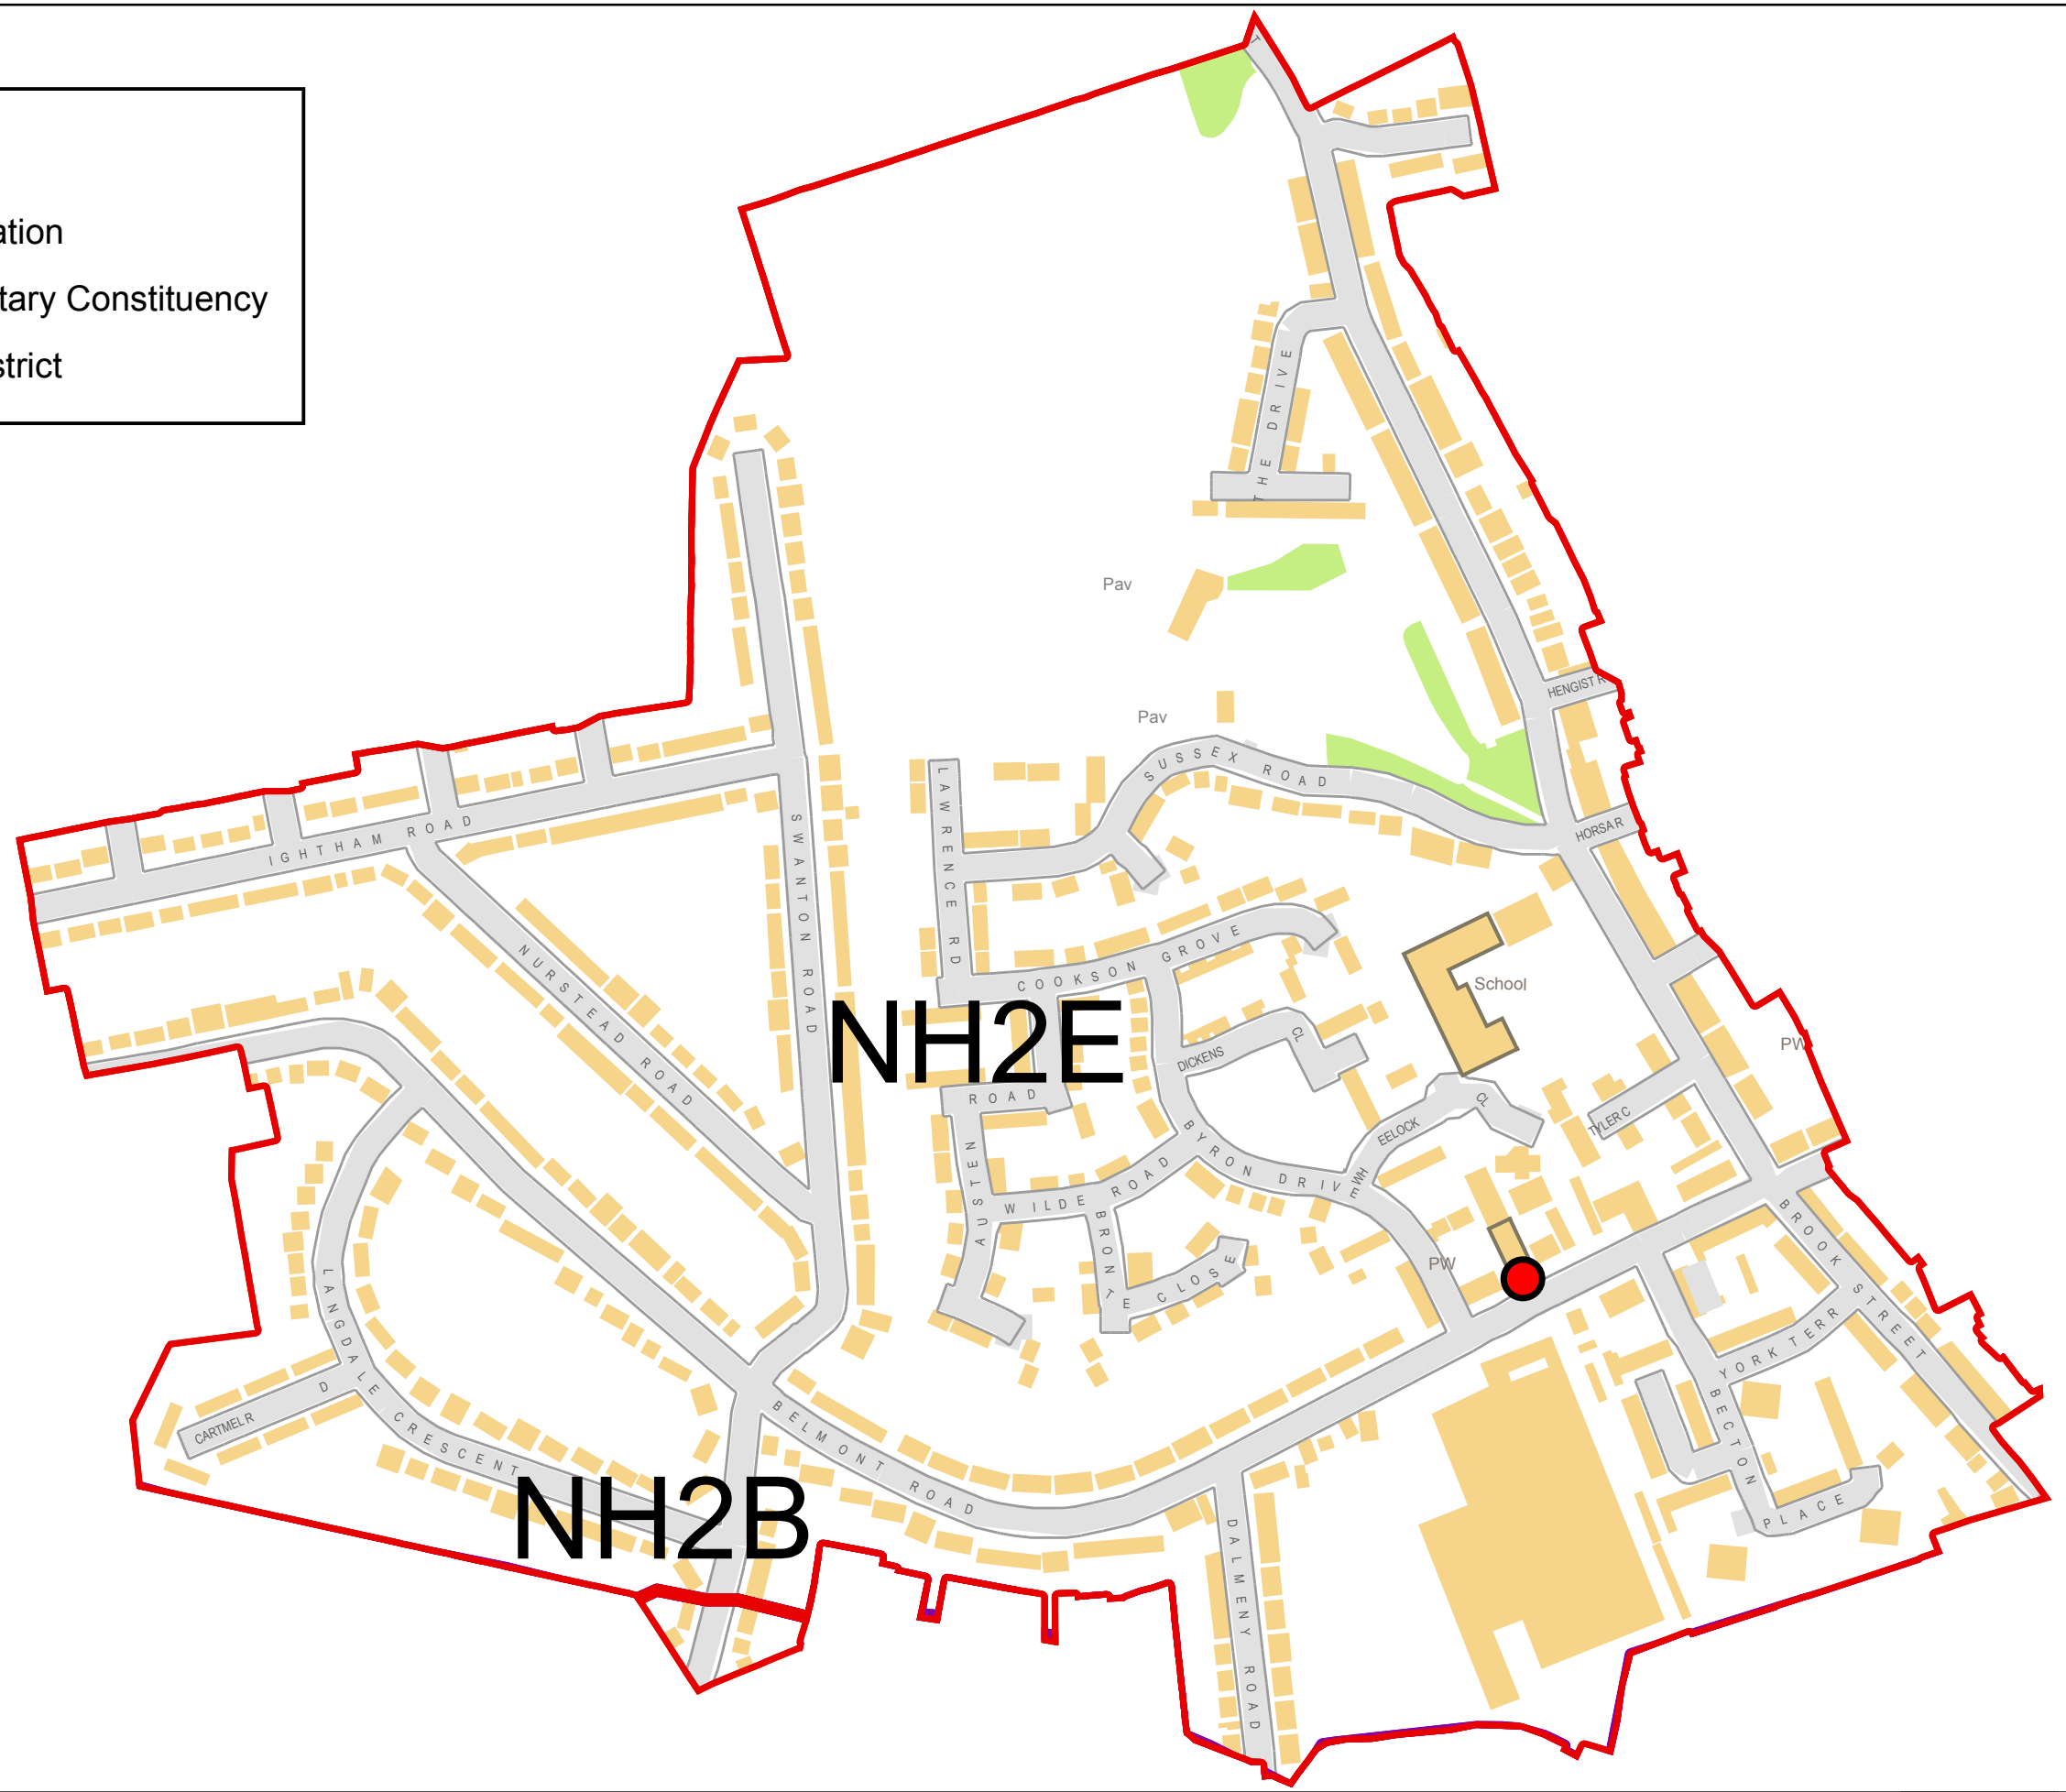 ation
tary Constituency
strict
T
THE DRIVE
Pav
HENGIST R
Pav
SUSSEX ROAD
LAWRENCE RD
HORSA R
IGHTHAM ROAD
SWANTON ROAD
COOKSON GROVE
NURSTEAD ROAD
School
NH2E
PW
DICKENS CL
ROAD
AUSTEN
EELOCK CL
WH
TYLER C
BYRON DRIVE
WILDE ROAD
BRONTE CLOSE
PW
BROOK STREET
LANGDALE CRESCENT
YORK TERR
CARTMEL R
D
BECTON PLACE
BELMONT ROAD
NH2B
DALMENY ROAD